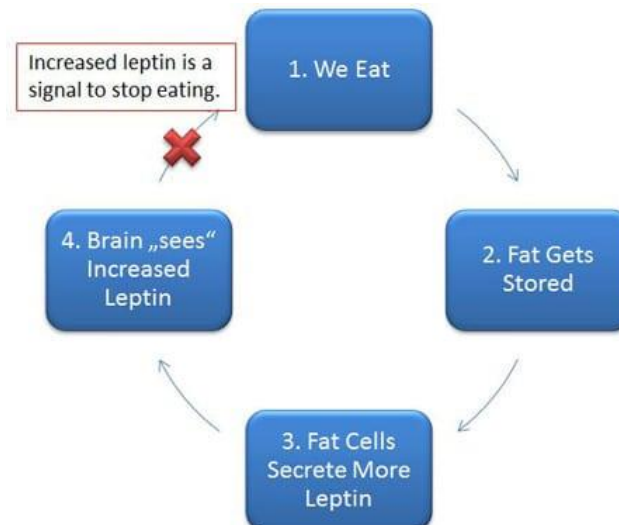 Increased leptin is a
signal to stop eating.
1. We Eat
2. Fat Gets
Stored
3. Fat Cells
Secrete More
Leptin
4. Brain „sees“
Increased
Leptin